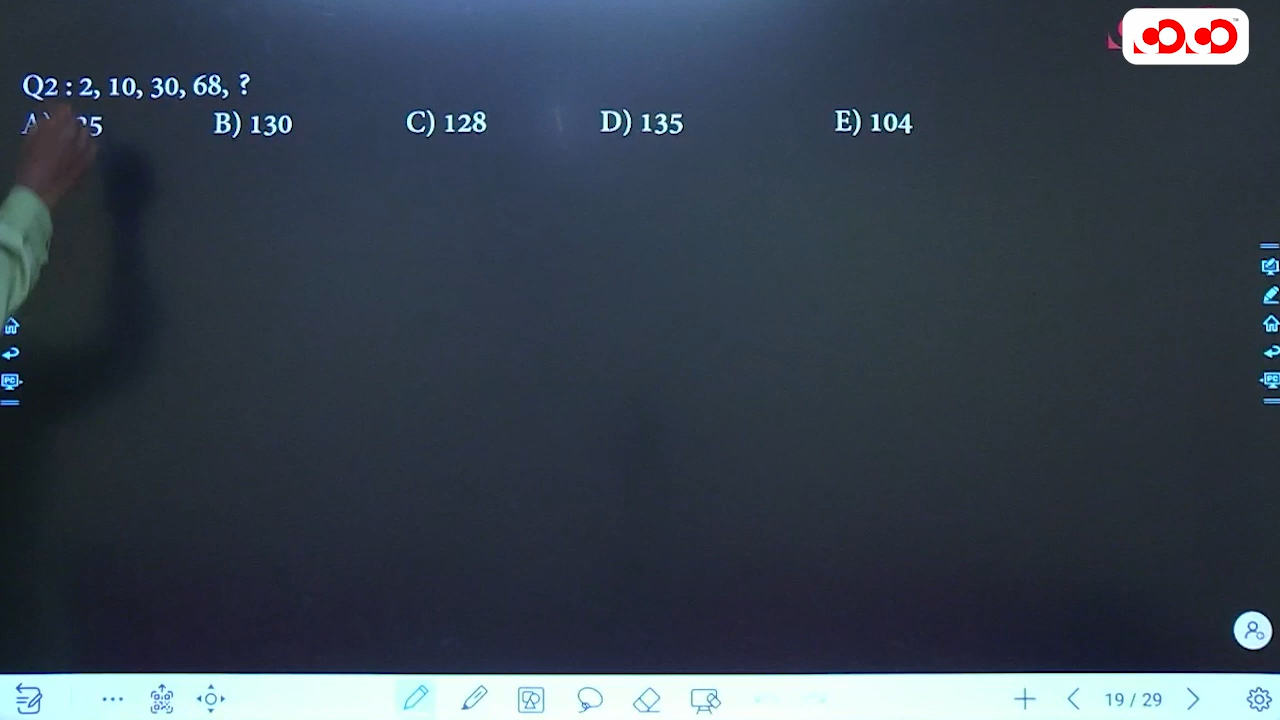 Q2 : 2, 10, 30, 68, ?
B) 130 C) 128 D) 135 E) 104
19 / 29